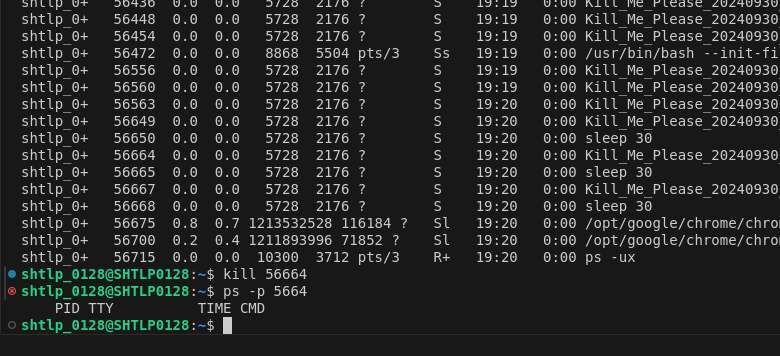 shtlp_0+   56436  0.0  0.0   5728  2176 ?        S    19:19   0:00 Kill_Me_Please_20240930
shtlp_0+   56448  0.0  0.0   5728  2176 ?        S    19:19   0:00 Kill_Me_Please_20240930
shtlp_0+   56454  0.0  0.0   5728  2176 ?        S    19:19   0:00 Kill_Me_Please_20240930
shtlp_0+   56472  0.0  0.0   8868  5504 pts/3    Ss   19:19   0:00 /usr/bin/bash --init-fi
shtlp_0+   56556  0.0  0.0   5728  2176 ?        S    19:19   0:00 Kill_Me_Please_20240930
shtlp_0+   56560  0.0  0.0   5728  2176 ?        S    19:19   0:00 Kill_Me_Please_20240930
shtlp_0+   56563  0.0  0.0   5728  2176 ?        S    19:20   0:00 Kill_Me_Please_20240930
shtlp_0+   56649  0.0  0.0   5728  2176 ?        S    19:20   0:00 Kill_Me_Please_20240930
shtlp_0+   56650  0.0  0.0   5728  2176 ?        S    19:20   0:00 sleep 30
shtlp_0+   56664  0.0  0.0   5728  2176 ?        S    19:20   0:00 Kill_Me_Please_20240930
shtlp_0+   56665  0.0  0.0   5728  2176 ?        S    19:20   0:00 sleep 30
shtlp_0+   56667  0.0  0.0   5728  2176 ?        S    19:20   0:00 Kill_Me_Please_20240930
shtlp_0+   56668  0.0  0.0   5728  2176 ?        S    19:20   0:00 sleep 30
shtlp_0+   56675  0.8  0.7 1213532528 116184 ?   Sl   19:20   0:00 /opt/google/chrome/chro
shtlp_0+   56700  0.2  0.4 1211893996 71852 ?    Sl   19:20   0:00 /opt/google/chrome/chro
shtlp_0+   56715  0.0  0.0  10300  3712 pts/3    R+   19:20   0:00 ps -ux
shtlp_0128@SHTLP0128:~$ kill 56664
shtlp_0128@SHTLP0128:~$ ps -p 5664
    PID TTY          TIME CMD
shtlp_0128@SHTLP0128:~$